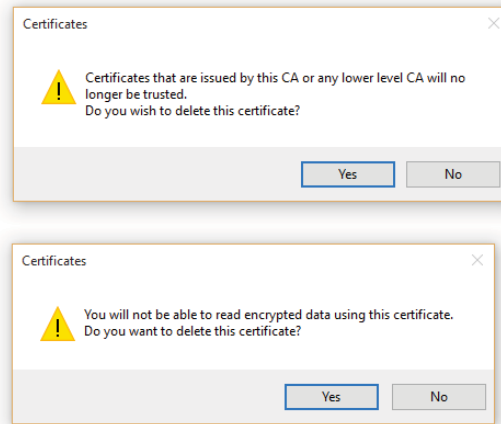 Certificates
Certificates that are issued by this CA or any lower level CA will no
longer be trusted.
Do you wish to delete this certificate?
Yes No
Certificates
You will not be able to read encrypted data using this certificate.
Do you want to delete this certificate?
Yes No